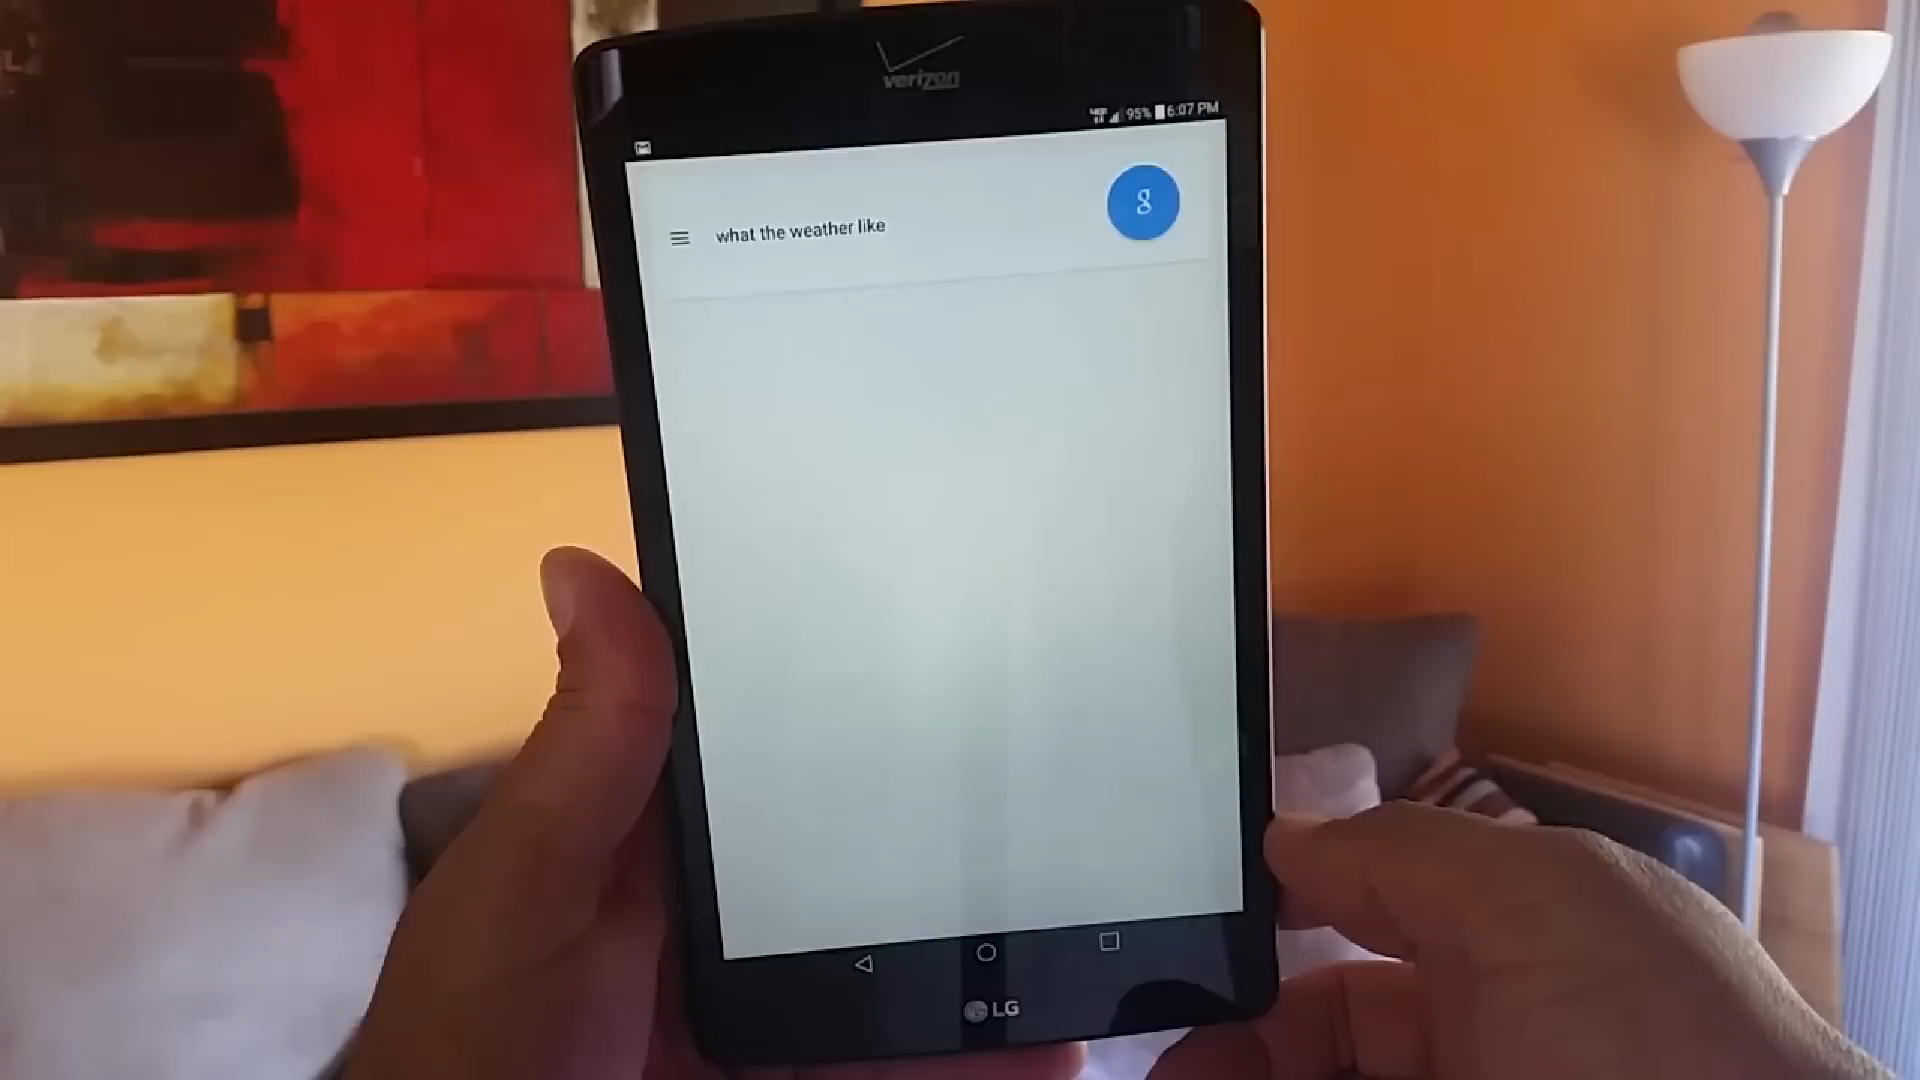 verizon
95% 6:07 PM
what the weather like
g
LG